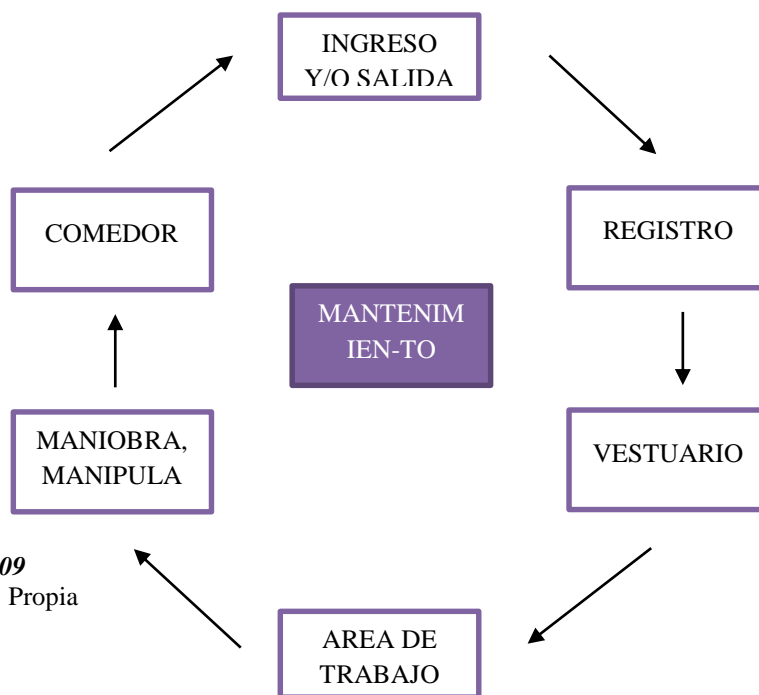 INGRESO
Y/O SALIDA
COMEDOR
REGISTRO
MANTENIM
IEN-TO
MANIOBRA,
MANIPULA
VESTUARIO
09
Propia
AREA DE
TRABAJO